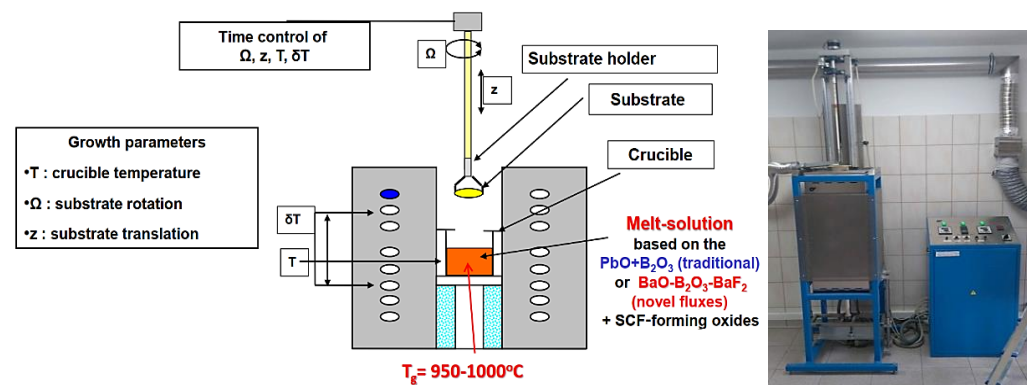 Time control of
Ω, z, T, δT
Ω
z
Substrate holder
Substrate
Crucible
Growth parameters
•T : crucible temperature
•Ω : substrate rotation
•z : substrate translation
δT
T
Melt-solution
based on the
PbO+B₂O₃ (traditional)
or BaO-B₂O₃-BaF₂
(novel fluxes)
+ SCF-forming oxides
Tg= 950-1000°C